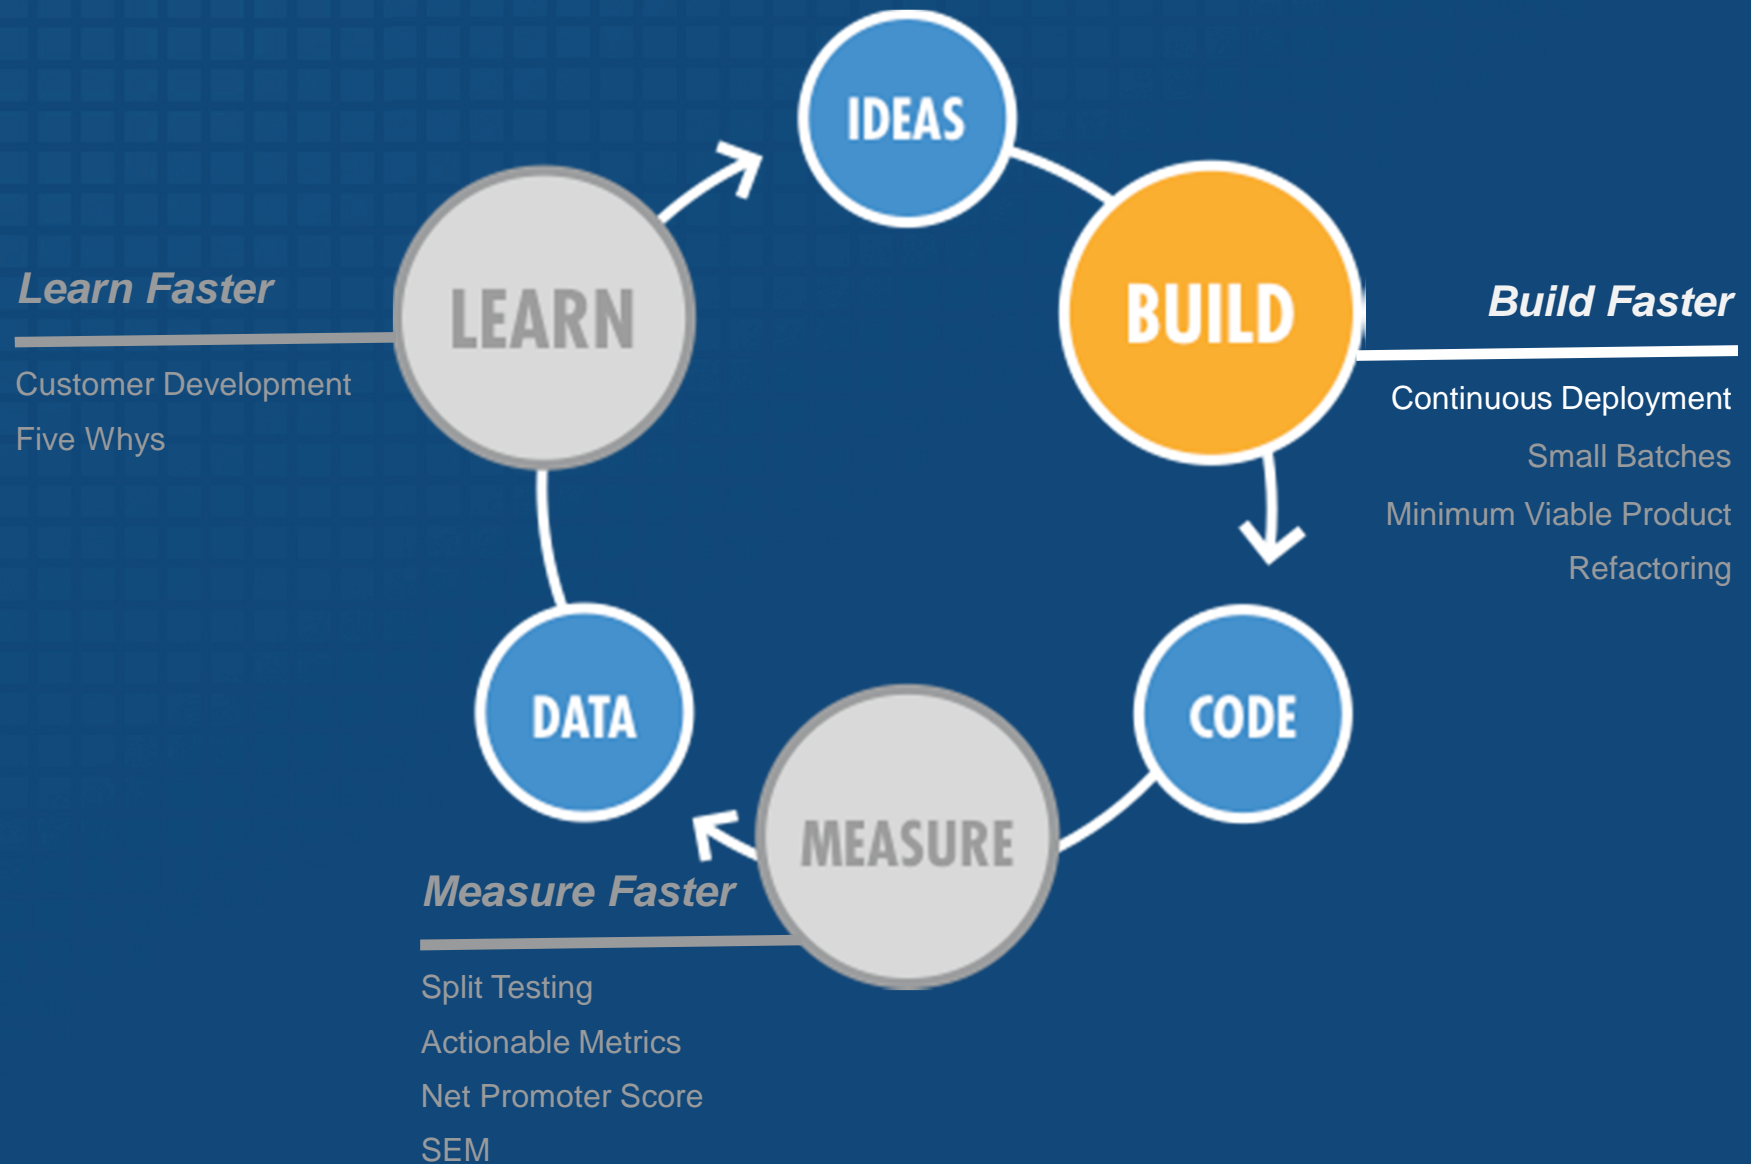 IDEAS
LEARN
BUILD
Learn Faster
Customer Development
Five Whys
Build Faster
Continuous Deployment
Small Batches
Minimum Viable Product
Refactoring
DATA
CODE
MEASURE
Measure Faster
Split Testing
Actionable Metrics
Net Promoter Score
SEM